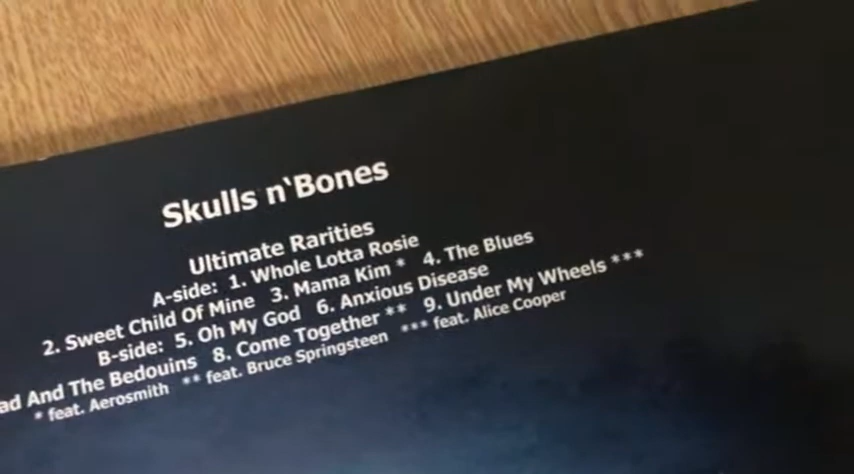 Skulls n`Bones
Ultimate Rarities
A-side: 1. Whole Lotta Rosie
2. Sweet Child Of Mine 3. Mama Kim * 4. The Blues
B-side: 5. Oh My God 6. Anxious Disease
And The Bedouins 8. Come Together ** 9. Under My Wheels ***
* feat. Aerosmith ** feat. Bruce Springsteen *** feat. Alice Cooper